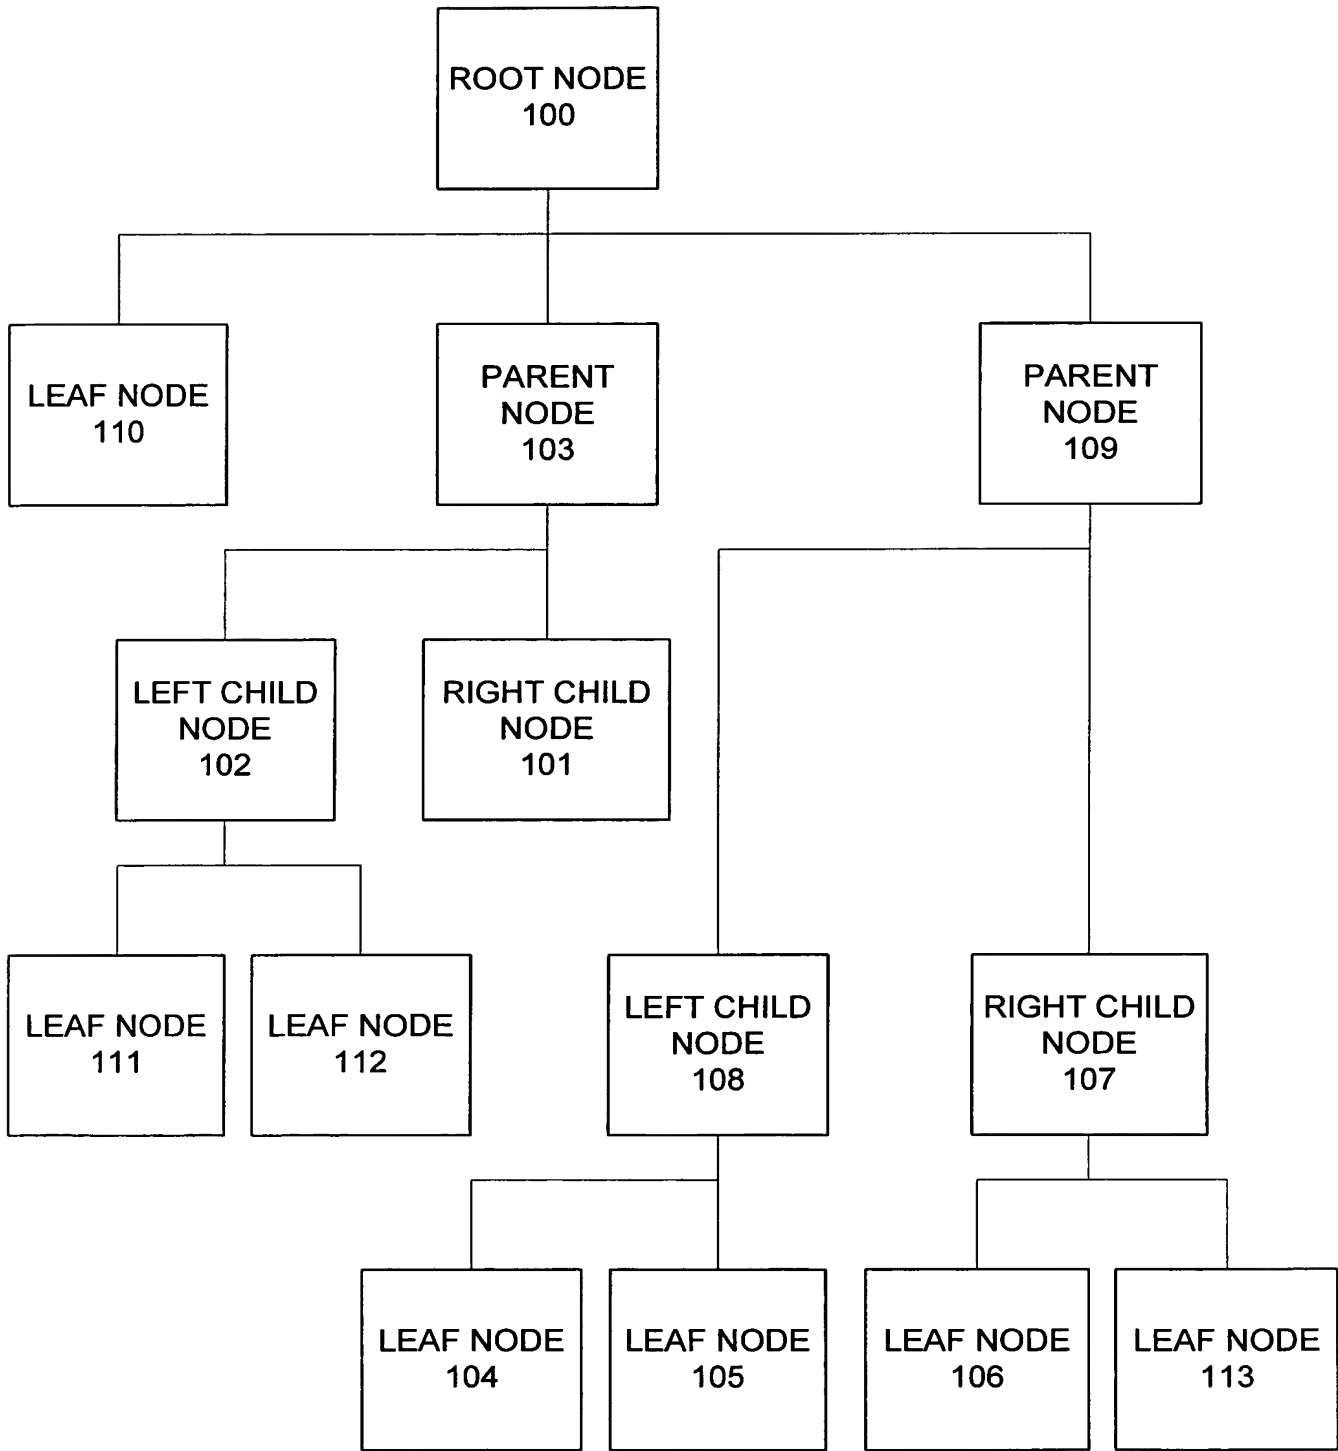 ROOT NODE
100
LEAF NODE
110
PARENT
NODE
103
PARENT
NODE
109
LEFT CHILD
NODE
102
RIGHT CHILD
NODE
101
LEAF NODE
111
LEAF NODE
112
LEFT CHILD
NODE
108
RIGHT CHILD
NODE
107
LEAF NODE
104
LEAF NODE
105
LEAF NODE
106
LEAF NODE
113